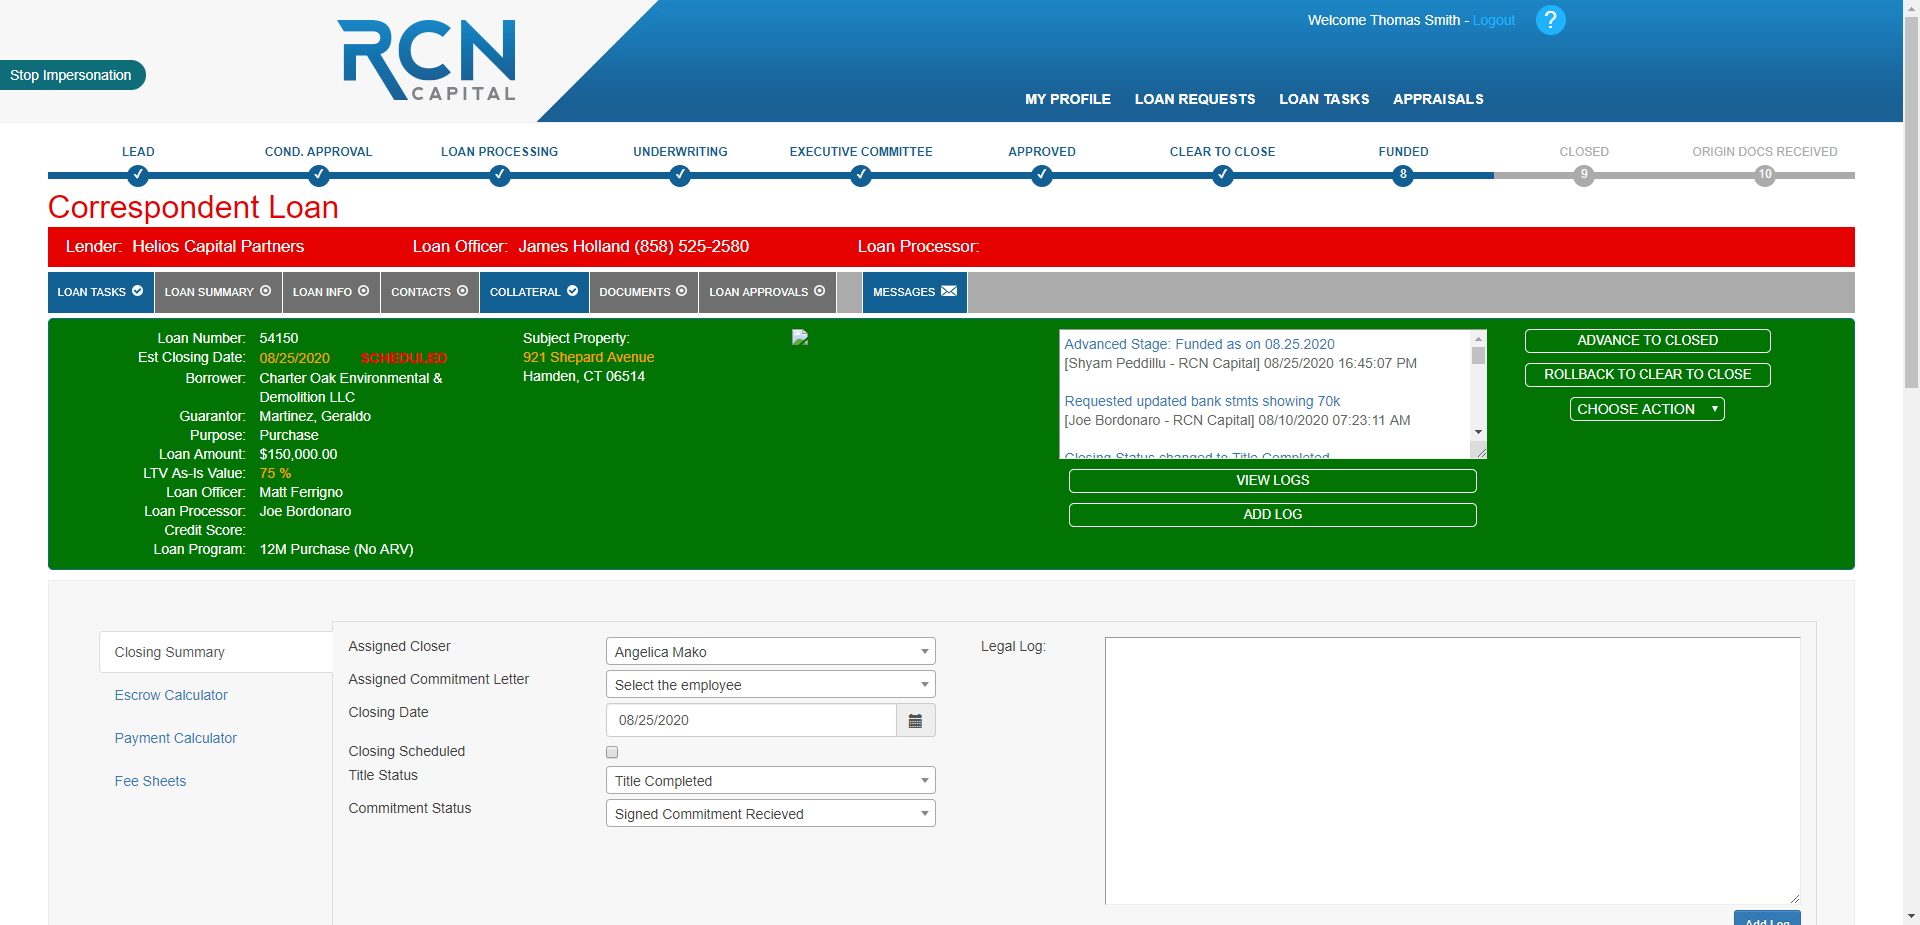 RCN
CAPITAL
Welcome Thomas Smith - Logout
?
Stop Impersonation
MY PROFILE LOAN REQUESTS LOAN TASKS APPRAISALS
LEAD COND. APPROVAL LOAN PROCESSING UNDERWRITING EXECUTIVE COMMITTEE APPROVED CLEAR TO CLOSE FUNDED CLOSED ORIGIN DOCS RECEIVED
8 9 10
Correspondent Loan
Lender: Helios Capital Partners Loan Officer: James Holland (858) 525-2580 Loan Processor:
LOAN TASKS LOAN SUMMARY LOAN INFO CONTACTS COLLATERAL DOCUMENTS LOAN APPROVALS MESSAGES
Loan Number: 54150
Est Closing Date: 08/25/2020 SCHEDULED
Borrower: Charter Oak Environmental &
Demolition LLC
Guarantor: Martinez, Geraldo
Purpose: Purchase
Loan Amount: $150,000.00
LTV As-Is Value: 75 %
Loan Officer: Matt Ferrigno
Loan Processor: Joe Bordonaro
Credit Score:
Loan Program: 12M Purchase (No ARV)
Subject Property:
921 Shepard Avenue
Hamden, CT 06514
Advanced Stage: Funded as on 08.25.2020
[Shyam Peddillu - RCN Capital] 08/25/2020 16:45:07 PM
Requested updated bank stmts showing 70k
[Joe Bordonaro - RCN Capital] 08/10/2020 07:23:11 AM
Closing Status changed to Title Completed
VIEW LOGS
ADD LOG
ADVANCE TO CLOSED
ROLLBACK TO CLEAR TO CLOSE
CHOOSE ACTION
Closing Summary
Escrow Calculator
Payment Calculator
Fee Sheets
Assigned Closer Angelica Mako
Assigned Commitment Letter Select the employee
Closing Date 08/25/2020
Closing Scheduled
Title Status Title Completed
Commitment Status Signed Commitment Recieved
Legal Log:
Add Log